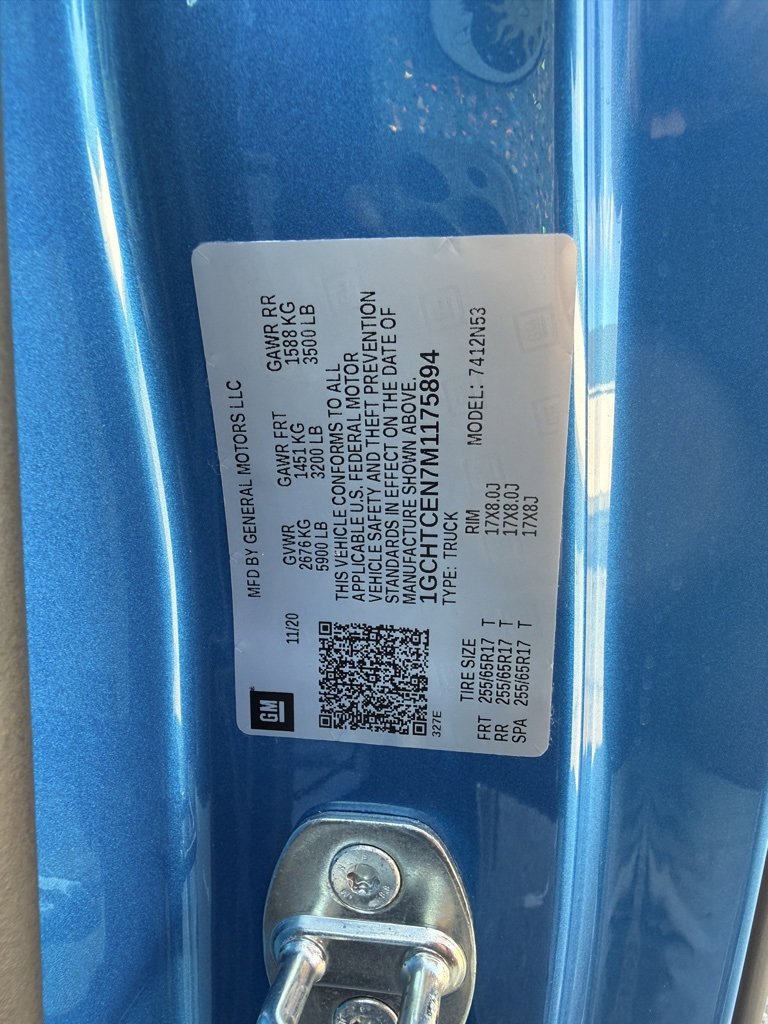 GM
MFD BY GENERAL MOTORS LLC
11/20
GVWR GAWR FRT GAWR RR
2676 KG 1451 KG 1588 KG
5900 LB 3200 LB 3500 LB
THIS VEHICLE CONFORMS TO ALL
APPLICABLE U.S. FEDERAL MOTOR
VEHICLE SAFETY AND THEFT PREVENTION
STANDARDS IN EFFECT ON THE DATE OF
MANUFACTURE SHOWN ABOVE.
1GCHTCEN7M1175894
327E
TYPE: TRUCK MODEL: 7412N53
TIRE SIZE RIM
FRT 255/65R17 T 17X8.0J
RR 255/65R17 T 17X8.0J
SPA 255/65R17 T 17X8J